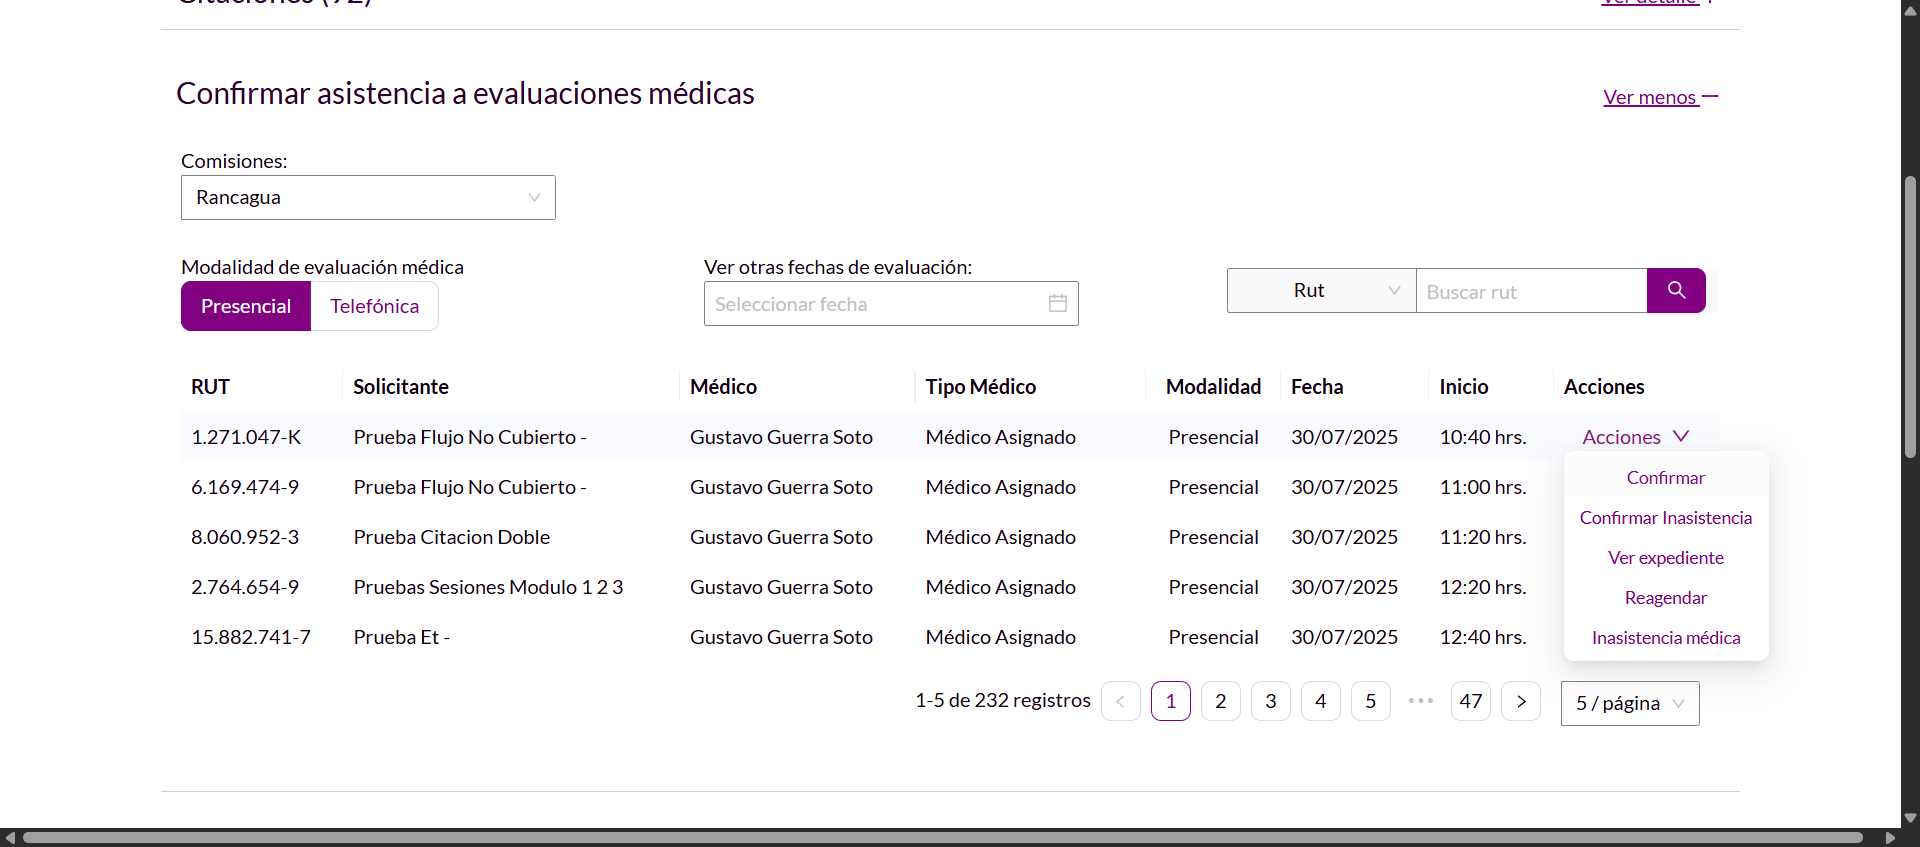 Citaciones (92)
Ver detalle +
Confirmar asistencia a evaluaciones médicas
Ver menos —
Comisiones:
Rancagua
Modalidad de evaluación médica
Presencial Telefónica
Ver otras fechas de evaluación:
Seleccionar fecha
Rut Buscar rut
RUT Solicitante Médico Tipo Médico Modalidad Fecha Inicio Acciones
1.271.047-K Prueba Flujo No Cubierto - Gustavo Guerra Soto Médico Asignado Presencial 30/07/2025 10:40 hrs. Acciones
6.169.474-9 Prueba Flujo No Cubierto - Gustavo Guerra Soto Médico Asignado Presencial 30/07/2025 11:00 hrs.
8.060.952-3 Prueba Citacion Doble Gustavo Guerra Soto Médico Asignado Presencial 30/07/2025 11:20 hrs.
2.764.654-9 Pruebas Sesiones Modulo 1 2 3 Gustavo Guerra Soto Médico Asignado Presencial 30/07/2025 12:20 hrs.
15.882.741-7 Prueba Et - Gustavo Guerra Soto Médico Asignado Presencial 30/07/2025 12:40 hrs.
Confirmar
Confirmar Inasistencia
Ver expediente
Reagendar
Inasistencia médica
1-5 de 232 registros < 1 2 3 4 5 ••• 47 > 5 / página